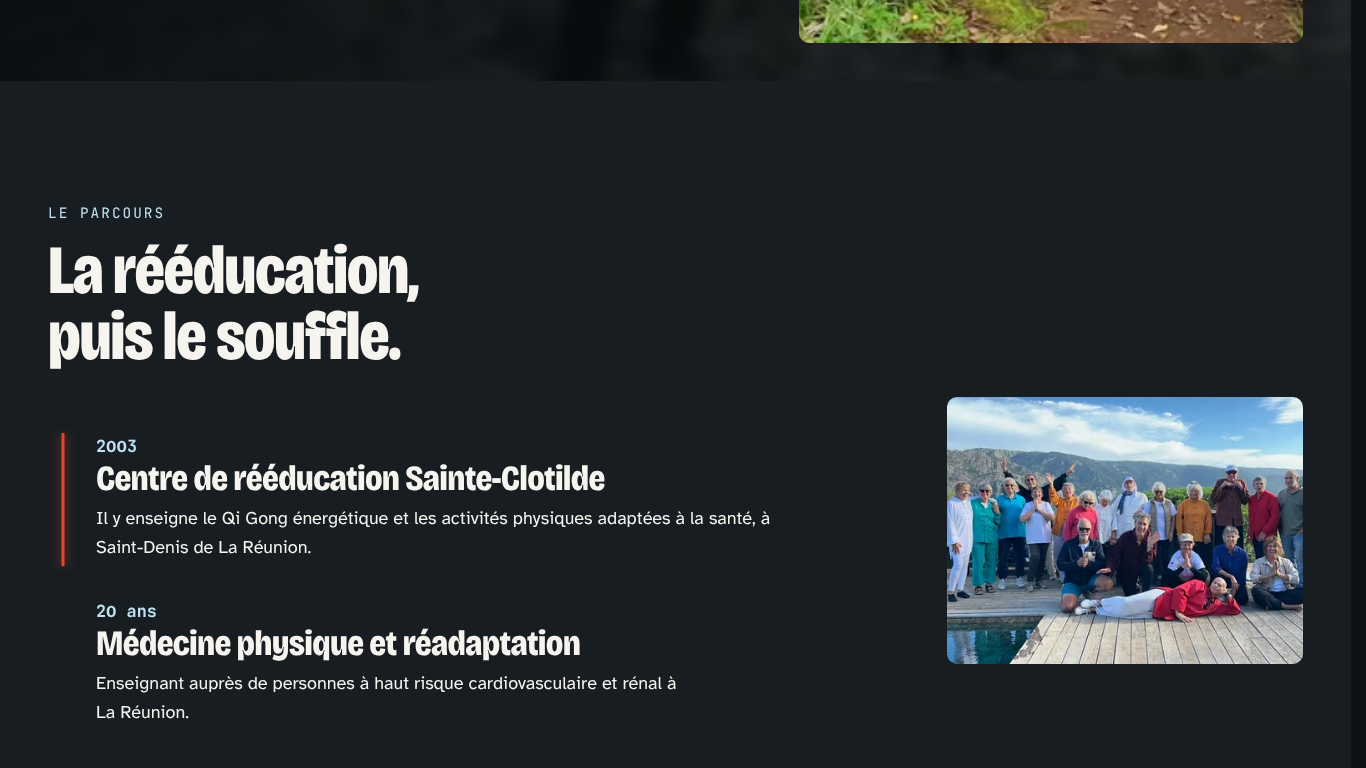 LE PARCOURS
La rééducation,
puis le souffle.
2003
Centre de rééducation Sainte-Clotilde
Il y enseigne le Qi Gong énergétique et les activités physiques adaptées à la santé, à
Saint-Denis de La Réunion.
20 ans
Médecine physique et réadaptation
Enseignant auprès de personnes à haut risque cardiovasculaire et rénal à
La Réunion.